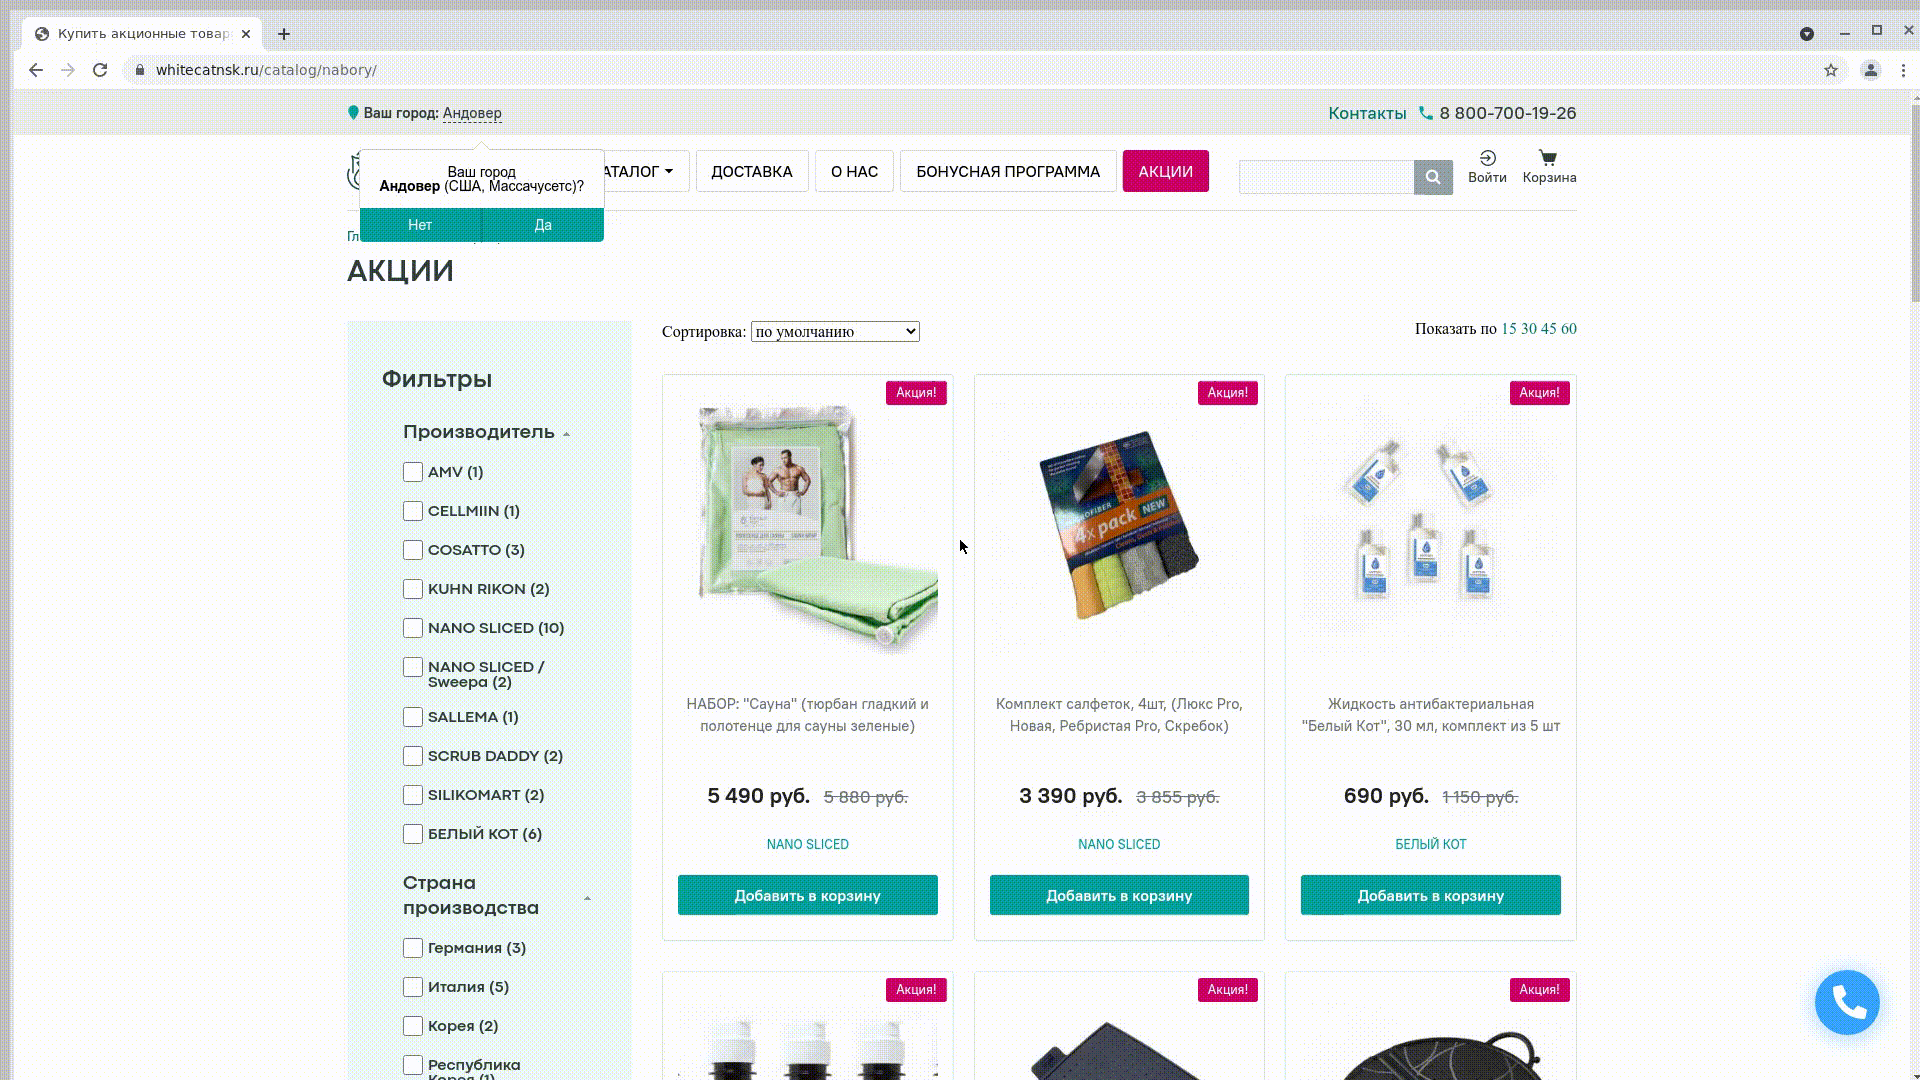 Купить акционные товар
whitecatnsk.ru/catalog/nabory/
Ваш город: Андовер
Контакты 8 800-700-19-26
Ваш город
Андовер (США, Массачусетс)?
Нет Да
АТАЛОГ ДОСТАВКА О НАС БОНУСНАЯ ПРОГРАММА АКЦИИ
Войти Корзина
Гл
АКЦИИ
Сортировка: по умолчанию
Показать по 15 30 45 60
Фильтры
Производитель
AMV (1)
CELLMIIN (1)
COSATTO (3)
KUHN RIKON (2)
NANO SLICED (10)
NANO SLICED /
Sweepa (2)
SALLEMA (1)
SCRUB DADDY (2)
SILIKOMART (2)
БЕЛЫЙ КОТ (6)
Страна
производства
Германия (3)
Италия (5)
Корея (2)
Республика
Корея (1)
Акция!
НАБОР: "Сауна" (тюрбан гладкий и
полотенце для сауны зеленые)
5 490 руб. 5 880 руб.
NANO SLICED
Добавить в корзину
Акция!
4x pack NEW
Комплект салфеток, 4шт, (Люкс Pro,
Новая, Ребристая Pro, Скребок)
3 390 руб. 3 855 руб.
NANO SLICED
Добавить в корзину
Акция!
Жидкость антибактериальная
"Белый Кот", 30 мл, комплект из 5 шт
690 руб. 1 150 руб.
БЕЛЫЙ КОТ
Добавить в корзину
Акция!
Акция!
Акция!